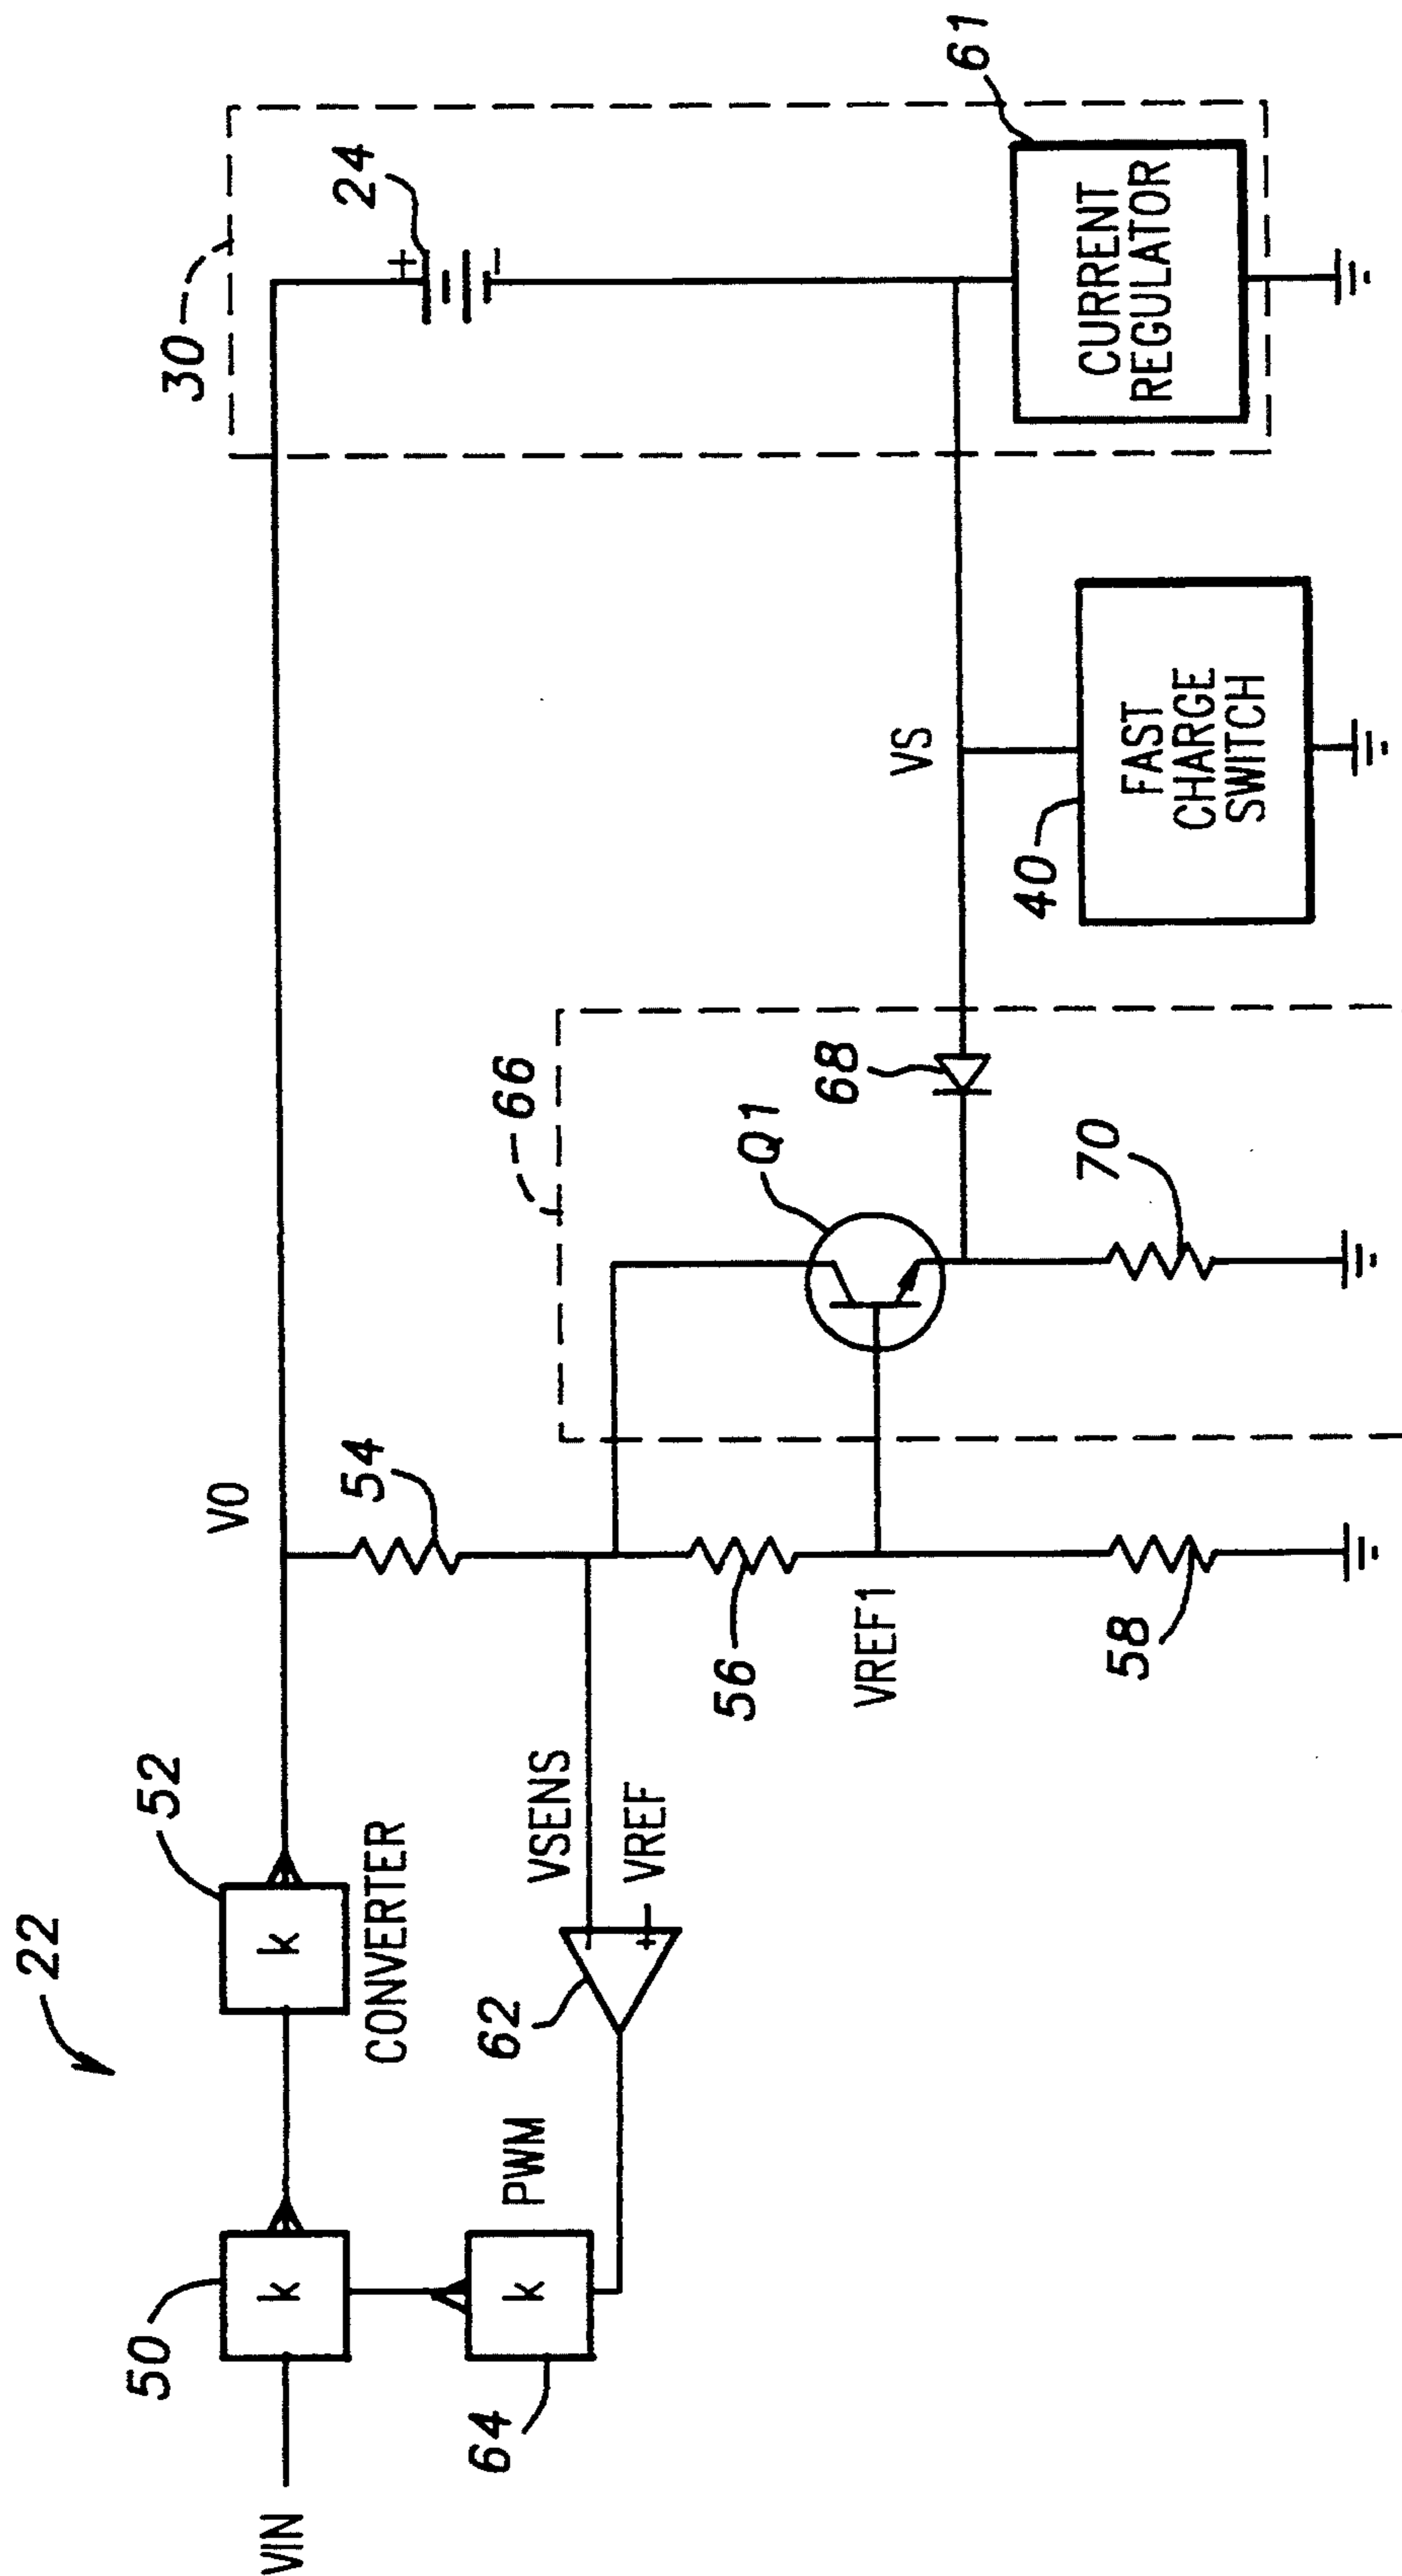 22
50
k
52
k
CONVERTER
VIN
64
k
PWM
62
-
+
VSENS
VREF
VO
54
56
VREF1
58
66
Q1
68
70
VS
40
FAST
CHARGE
SWITCH
30
24
+
-
61
CURRENT
REGULATOR